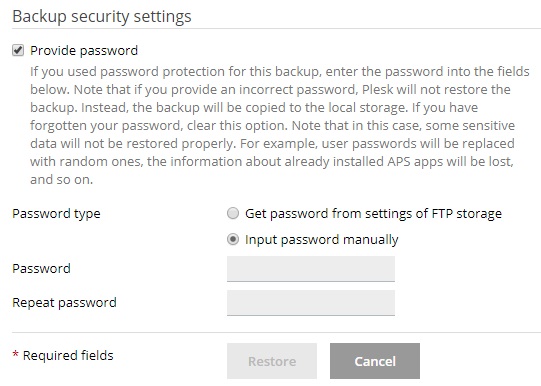 Backup security settings
Provide password
If you used password protection for this backup, enter the password into the fields
below. Note that if you provide an incorrect password, Plesk will not restore the
backup. Instead, the backup will be copied to the local storage. If you have
forgotten your password, clear this option. Note that in this case, some sensitive
data will not be restored properly. For example, user passwords will be replaced
with random ones, the information about already installed APS apps will be lost,
and so on.
Password type
Get password from settings of FTP storage
Input password manually
Password
Repeat password
* Required fields
Restore
Cancel